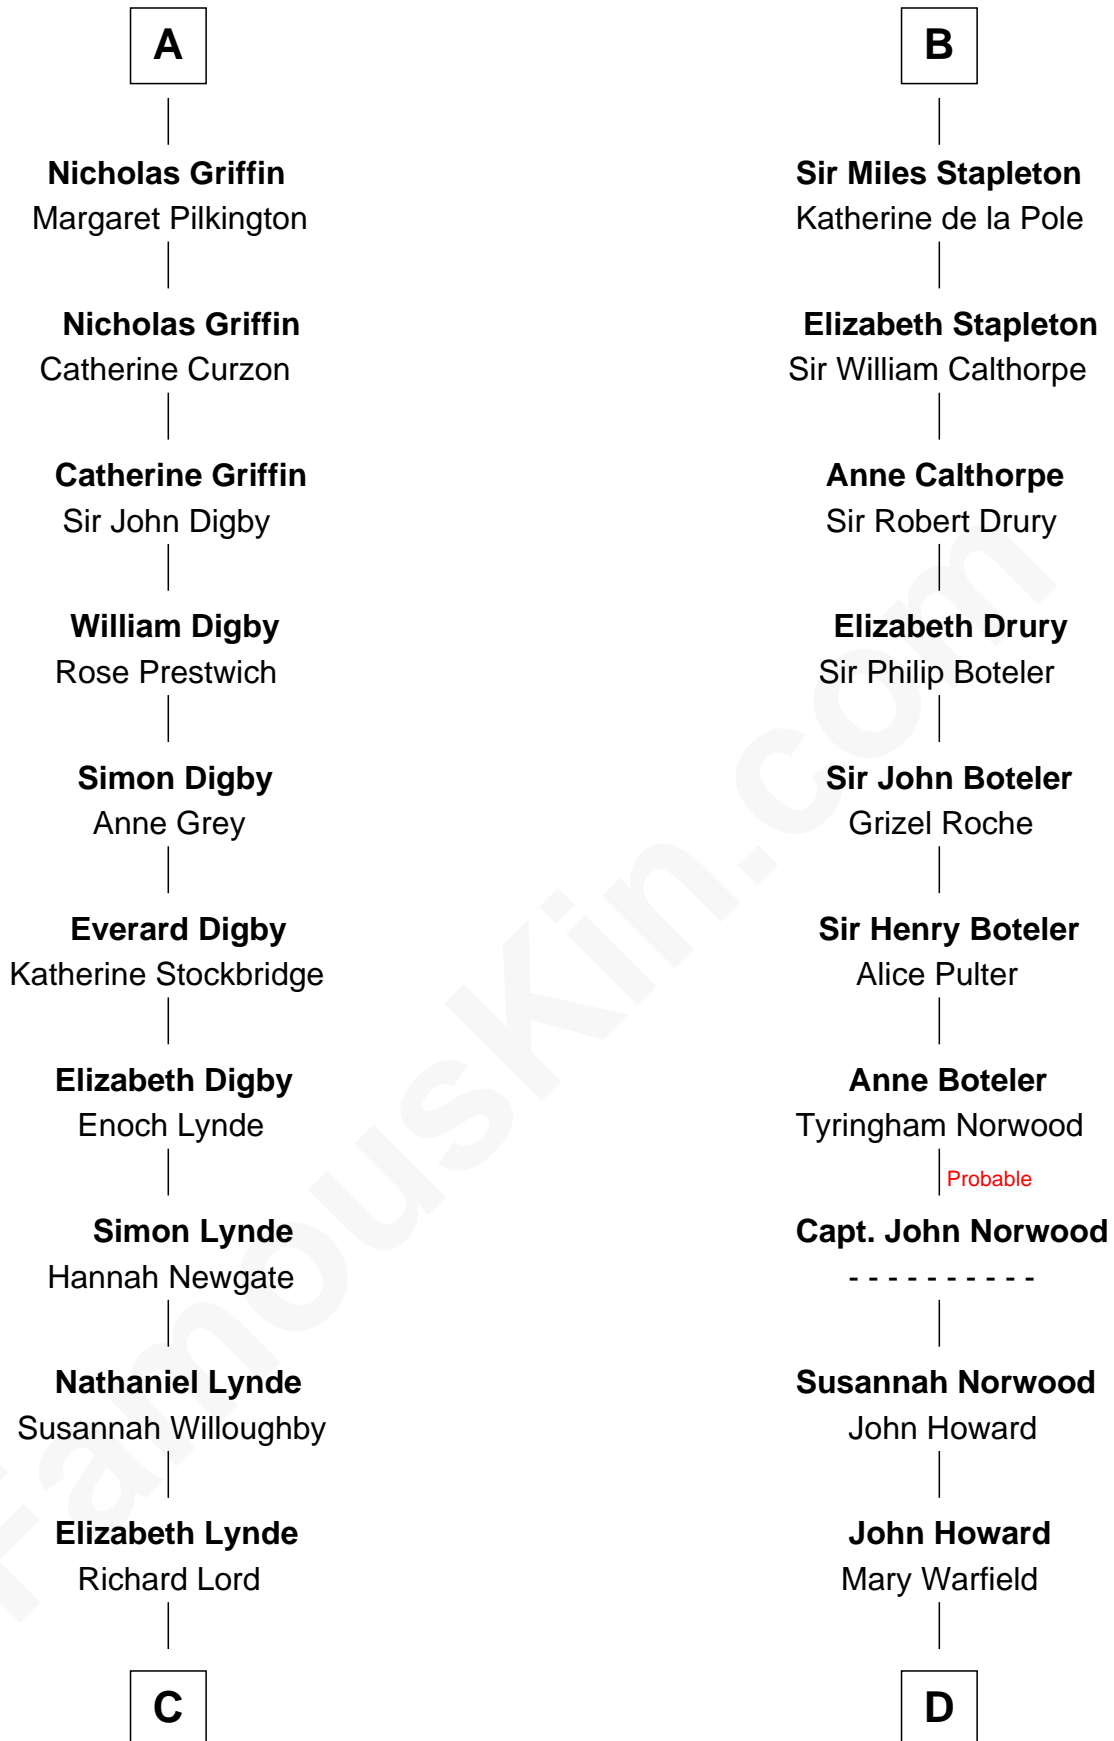 A
Nicholas Griffin
Margaret Pilkington
Nicholas Griffin
Catherine Curzon
Catherine Griffin
Sir John Digby
William Digby
Rose Prestwich
Simon Digby
Anne Grey
Everard Digby
Katherine Stockbridge
Elizabeth Digby
Enoch Lynde
Simon Lynde
Hannah Newgate
Nathaniel Lynde
Susannah Willoughby
Elizabeth Lynde
Richard Lord
C
B
Sir Miles Stapleton
Katherine de la Pole
Elizabeth Stapleton
Sir William Calthorpe
Anne Calthorpe
Sir Robert Drury
Elizabeth Drury
Sir Philip Boteler
Sir John Boteler
Grizel Roche
Sir Henry Boteler
Alice Pulter
Anne Boteler
Tyringham Norwood
Probable
Capt. John Norwood
- - - - - - - - - -
Susannah Norwood
John Howard
John Howard
Mary Warfield
D
FamousKin.com